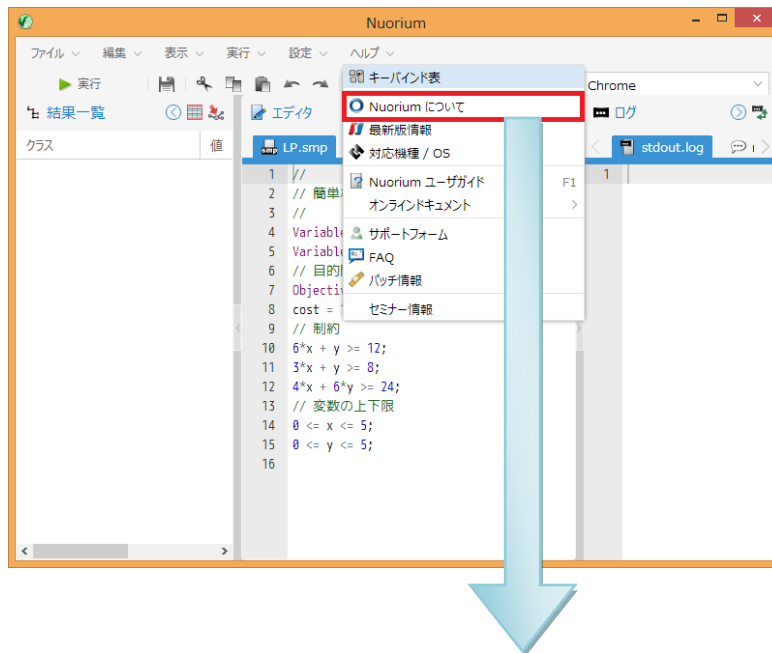 Nuorium
ファイル 編集 表示 実行 設定 ヘルプ
実行
Chrome
結果一覧
エディタ
ログ
クラス 値
LP.smp
stdout.log
キーバインド表
Nuorium について
最新版情報
対応機種 / OS
Nuorium ユーザガイド F1
オンラインドキュメント
サポートフォーム
FAQ
パッチ情報
セミナー情報
1 //
2 // 簡単
3 //
4 Variable
5 Variable
6 // 目的
7 Objecti
8 cost =
9 // 制約
10 6*x + y >= 12;
11 3*x + y >= 8;
12 4*x + 6*y >= 24;
13 // 変数の上下限
14 0 <= x <= 5;
15 0 <= y <= 5;
16
1